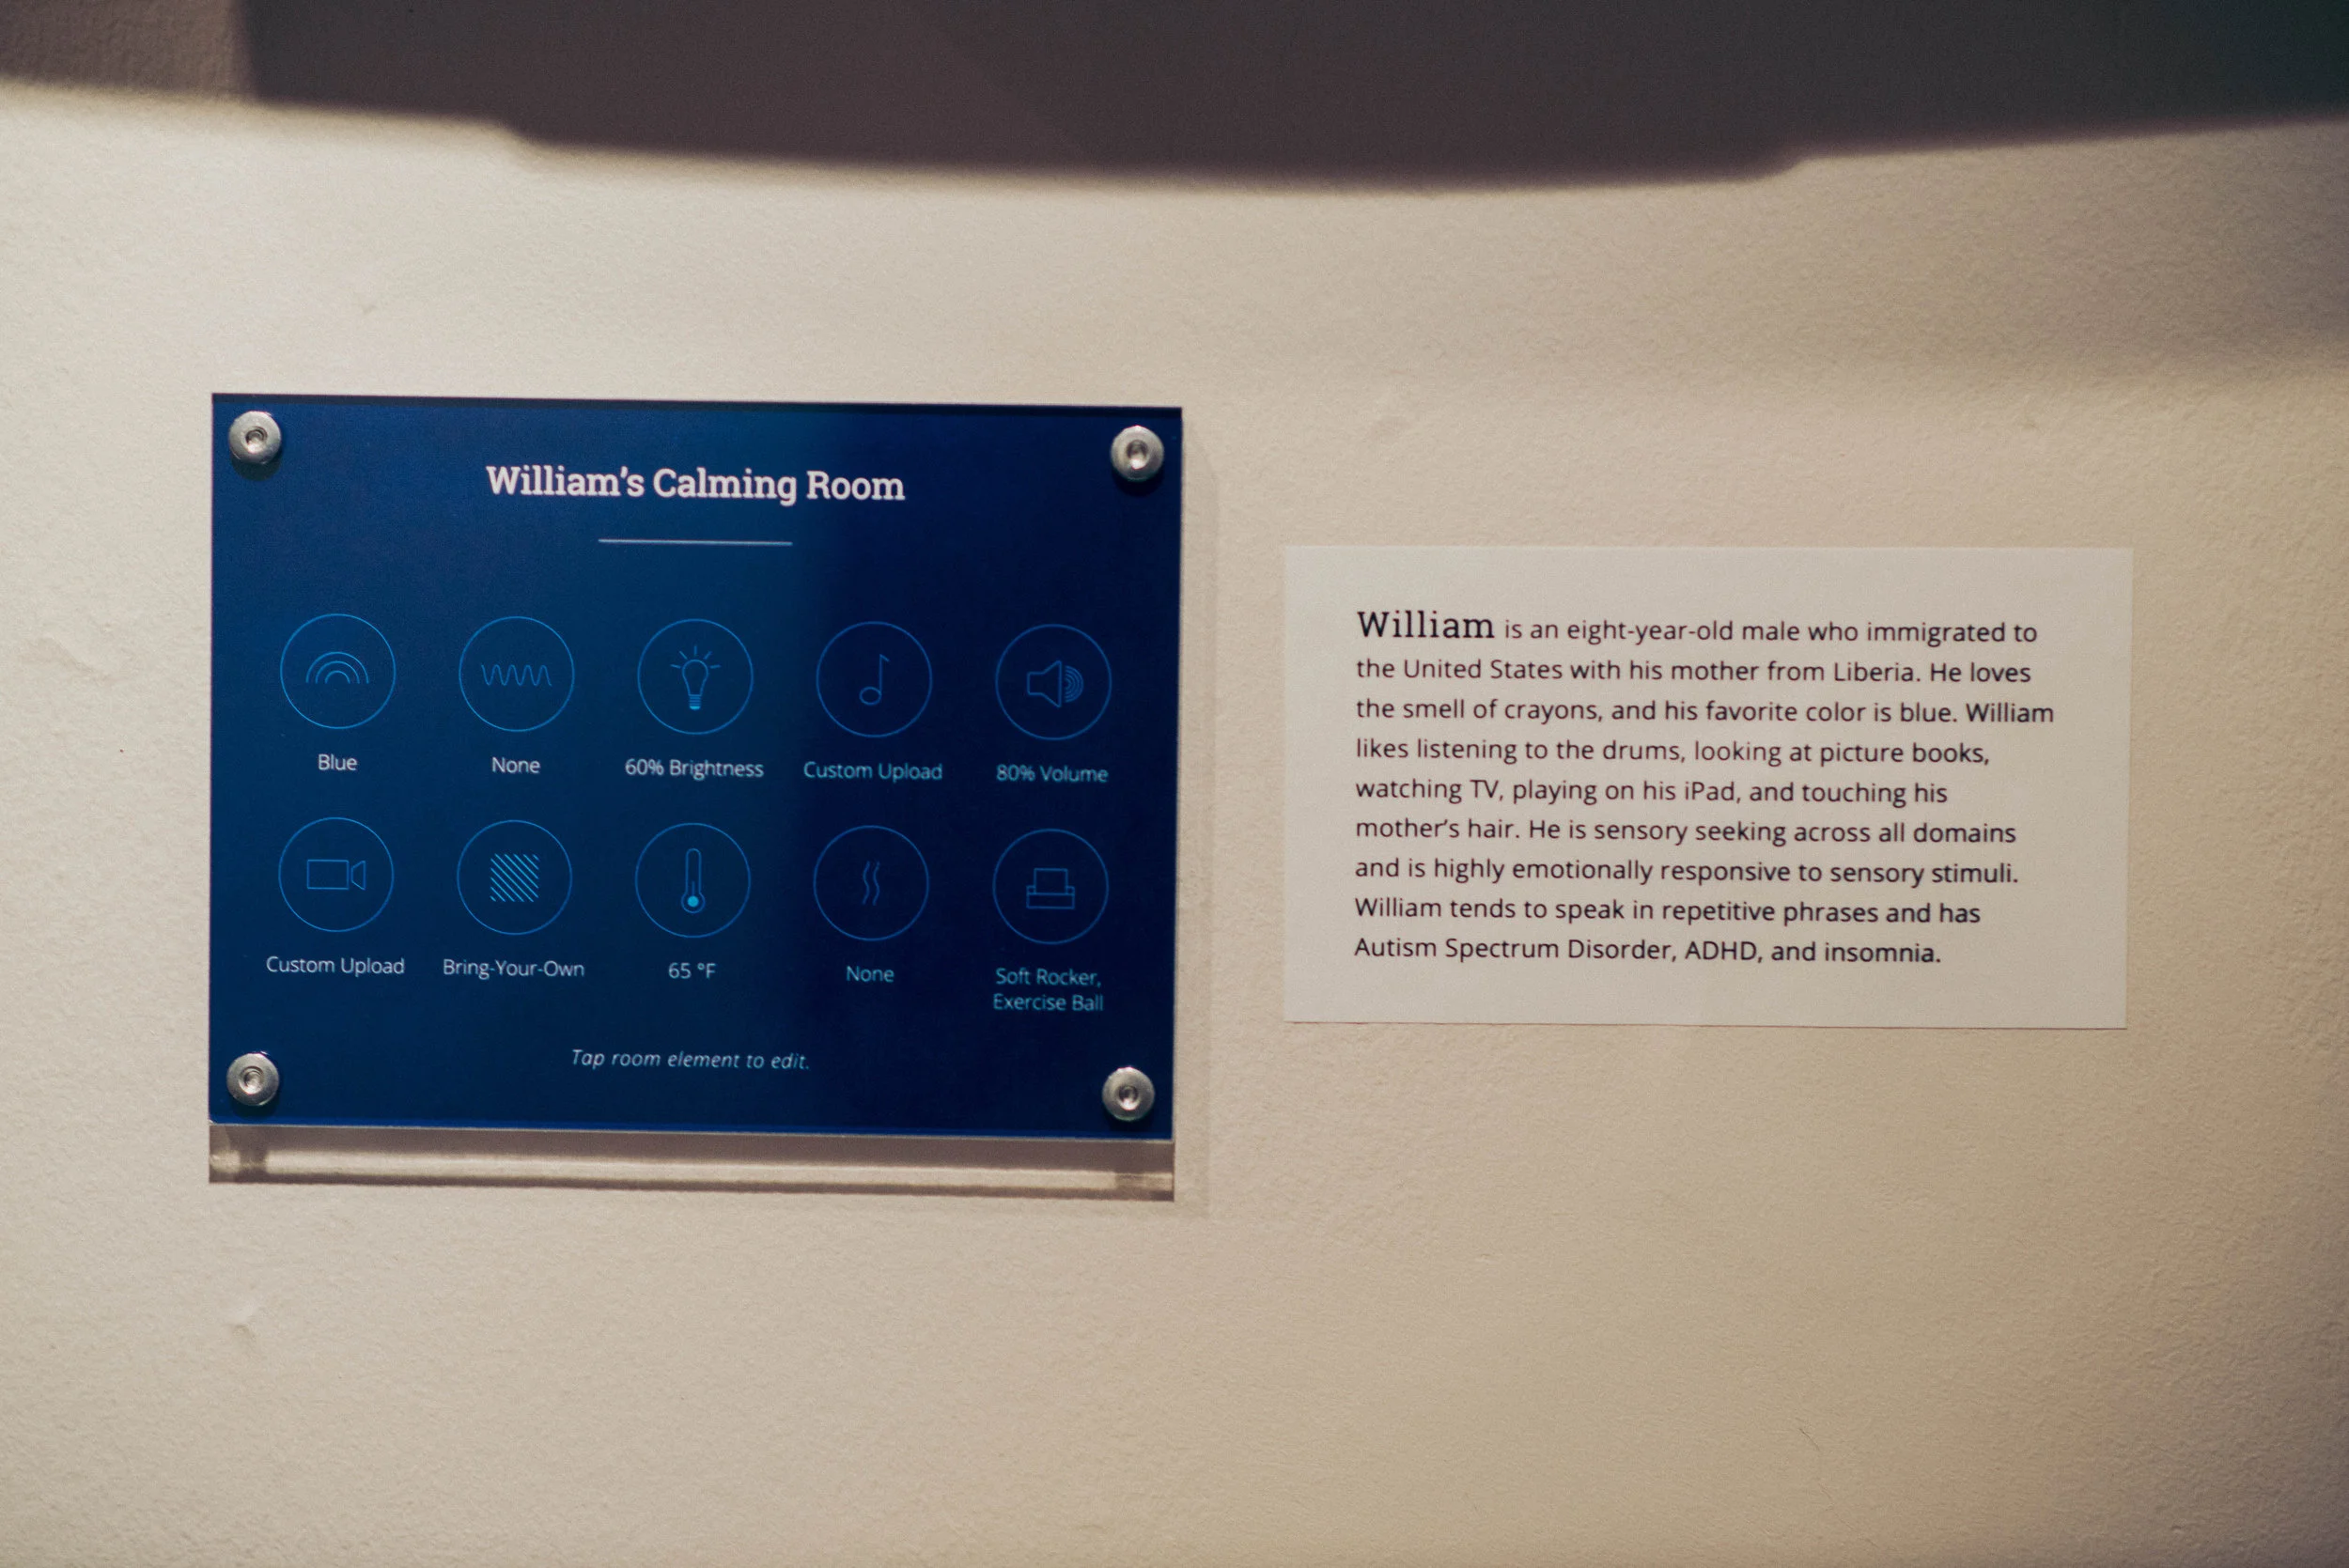 William's Calming Room
Blue
None
60% Brightness
Custom Upload
80% Volume
Custom Upload
Bring-Your-Own
65 °F
None
Soft Rocker,
Exercise Ball
Tap room element to edit.
William is an eight-year-old male who immigrated to
the United States with his mother from Liberia. He loves
the smell of crayons, and his favorite color is blue. William
likes listening to the drums, looking at picture books,
watching TV, playing on his iPad, and touching his
mother's hair. He is sensory seeking across all domains
and is highly emotionally responsive to sensory stimuli.
William tends to speak in repetitive phrases and has
Autism Spectrum Disorder, ADHD, and insomnia.